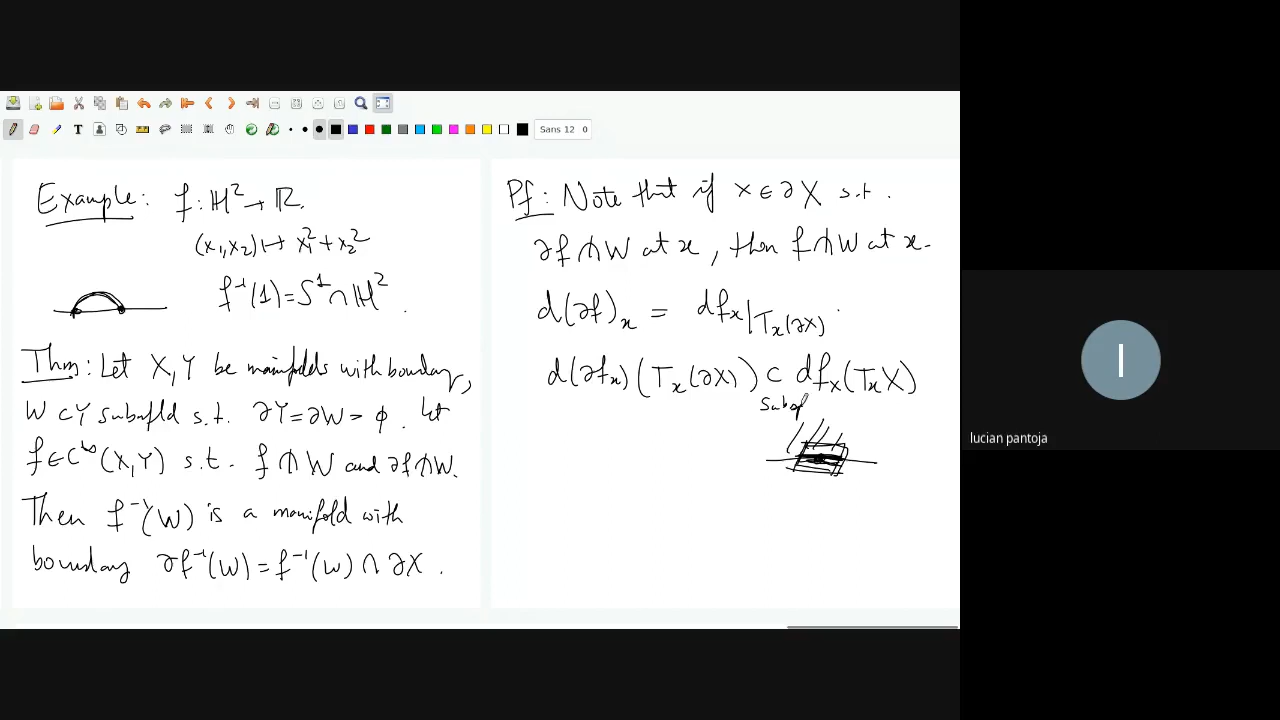 Sans 12 0
Example: f: ℍ² → ℝ.
(x₁, x₂) ↦ x₁² + x₂²
f⁻¹(1) = S¹ ∩ ℍ².
Thm: Let X, Y be manifolds with boundary,
W ⊂ Y submfld s.t. ∂Y = ∂W = ϕ. Let
f ∈ C^∞(X, Y) s.t. f ⋔ W and ∂f ⋔ W.
Then f⁻¹(W) is a manifold with
boundary ∂f⁻¹(W) = f⁻¹(W) ∩ ∂X.
Pf: Note that if x ∈ ∂X s.t.
∂f ⋔ W at x, then f ⋔ W at x.
d(∂f)ₓ = dfₓ|Tₓ(∂X).
d(∂fₓ)(Tₓ(∂X)) ⊂ dfₓ(TₓX)
I
lucian pantoja